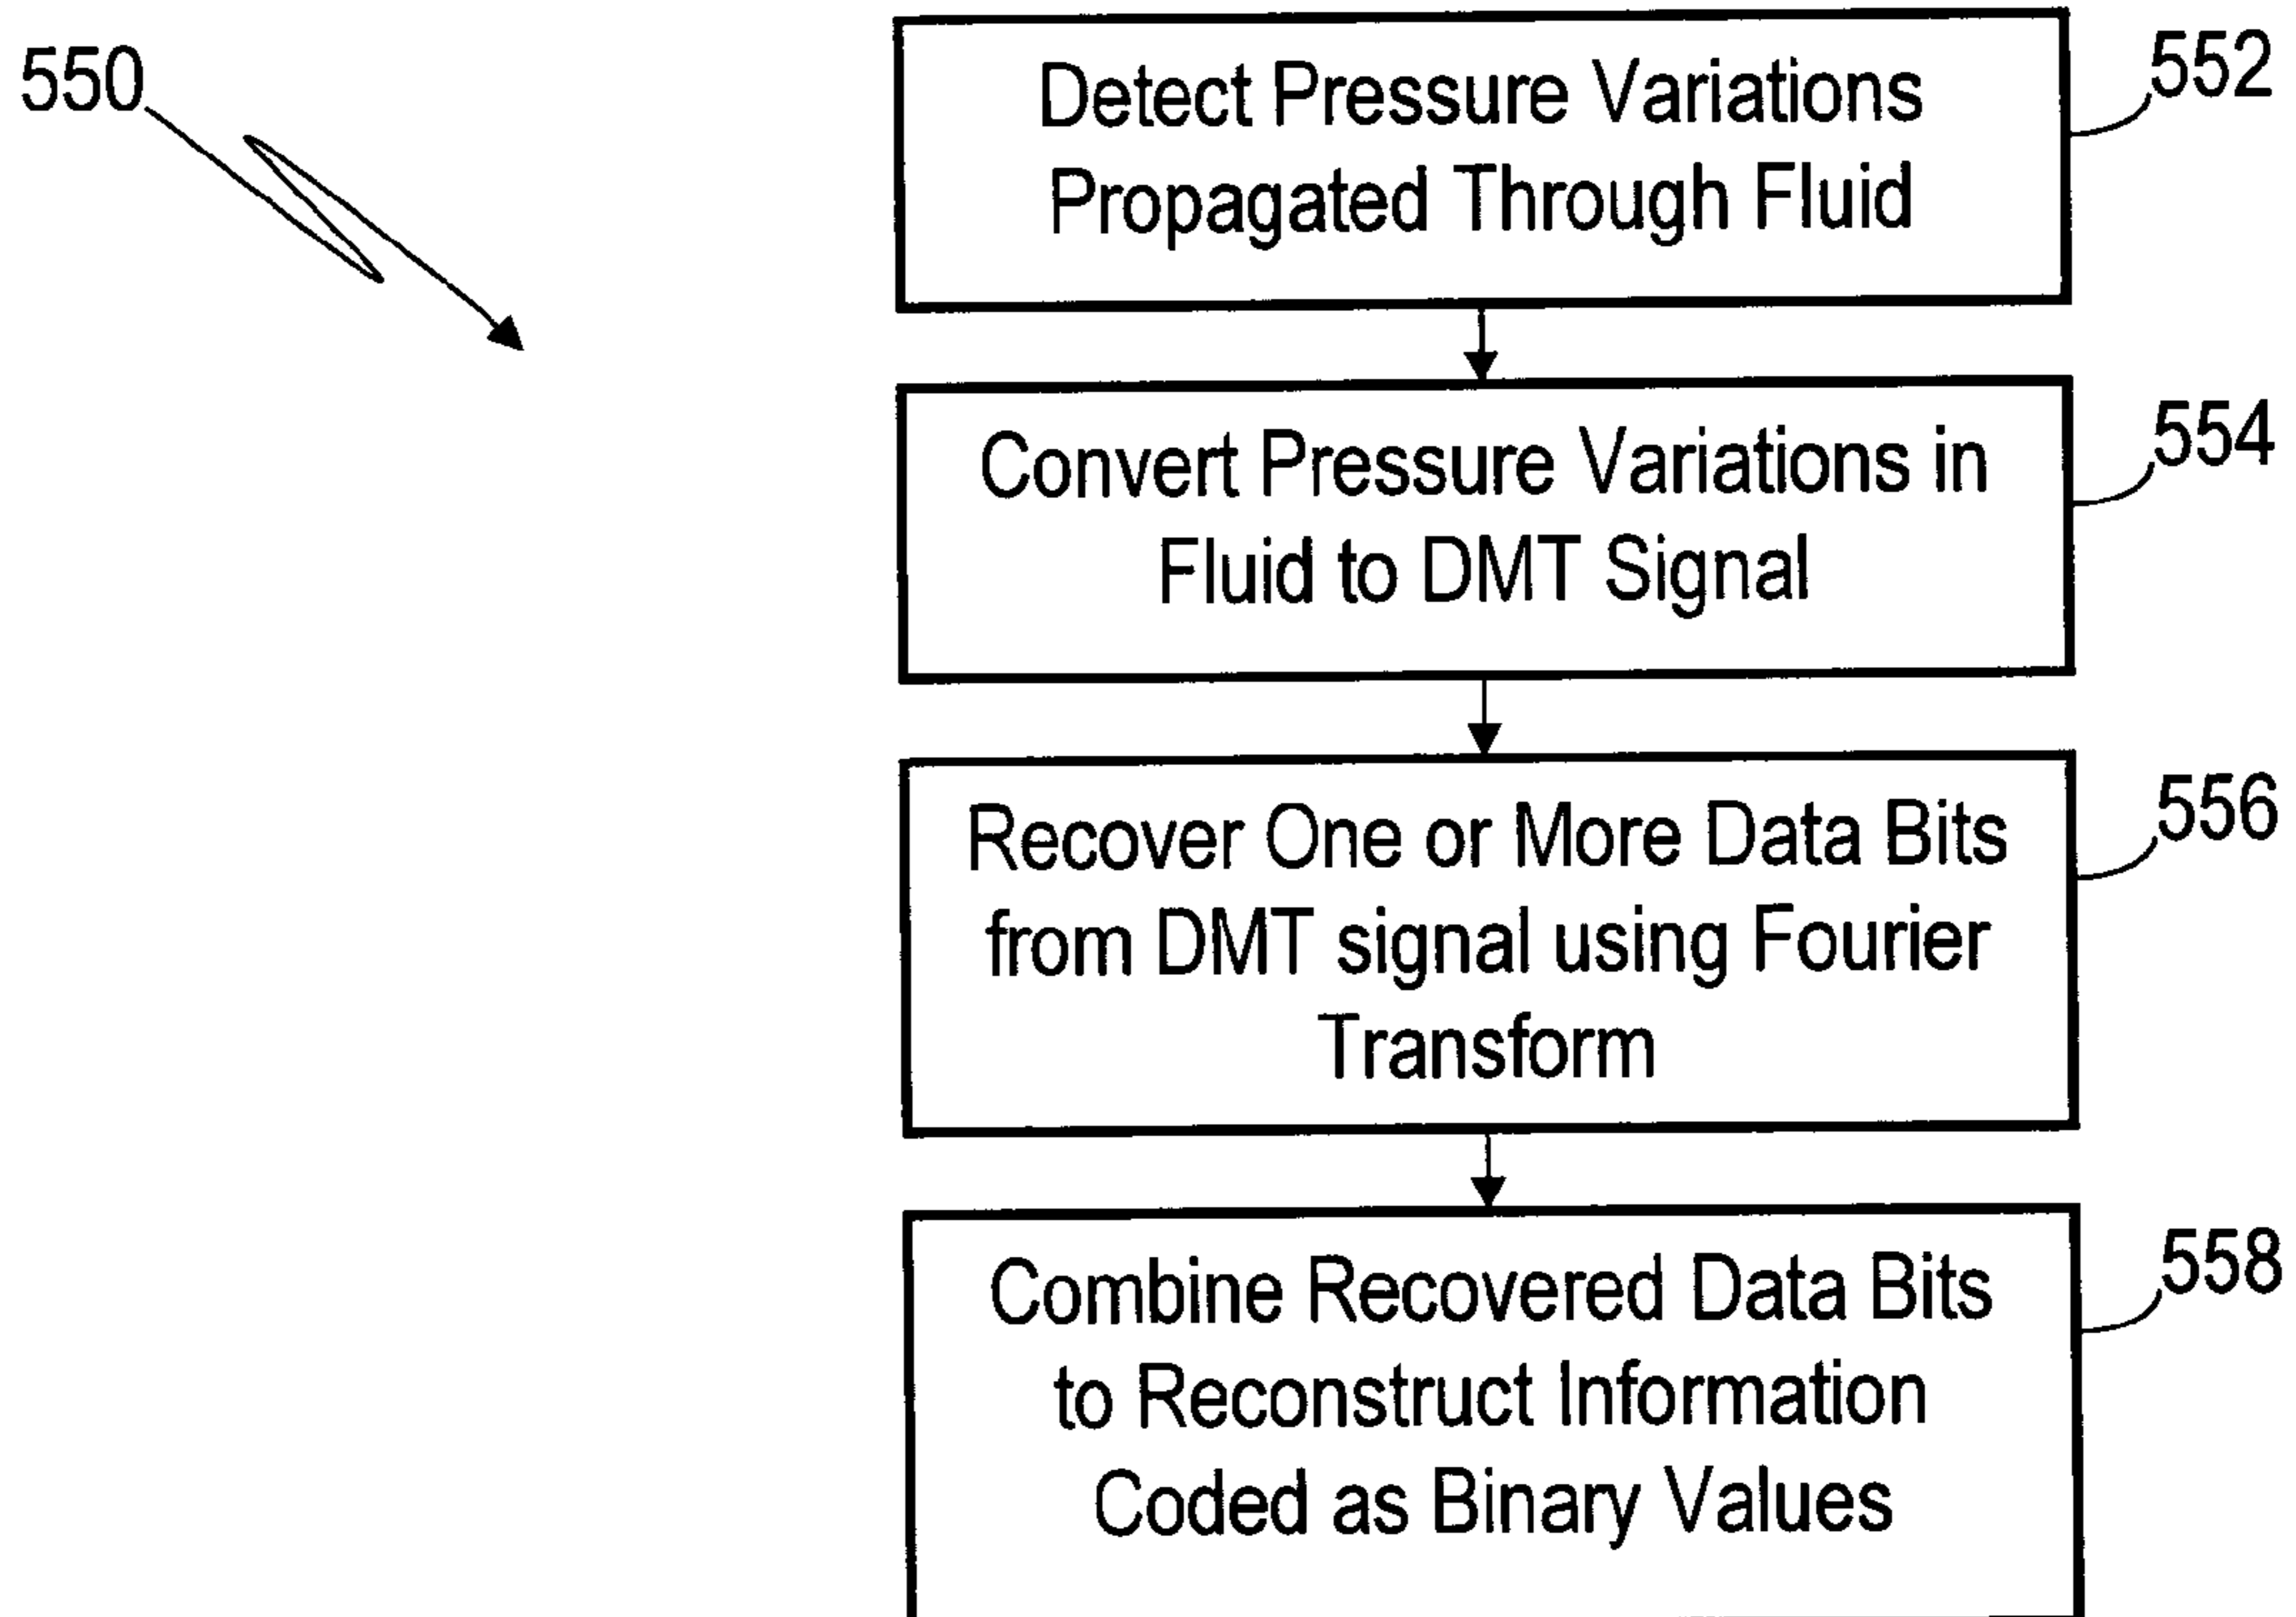 550
552
Detect Pressure Variations
Propagated Through Fluid
554
Convert Pressure Variations in
Fluid to DMT Signal
556
Recover One or More Data Bits
from DMT signal using Fourier
Transform
558
Combine Recovered Data Bits
to Reconstruct Information
Coded as Binary Values